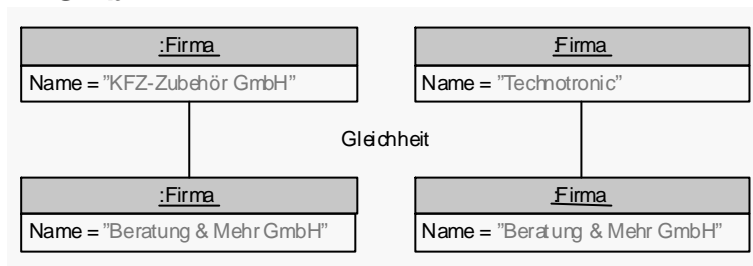 :Firma
Name = "KFZ-Zubehör GmbH"
:Firma
Name = "Technotronic"
Gleichheit
:Firma
Name = "Beratung & Mehr GmbH"
:Firma
Name = "Beratung & Mehr GmbH"